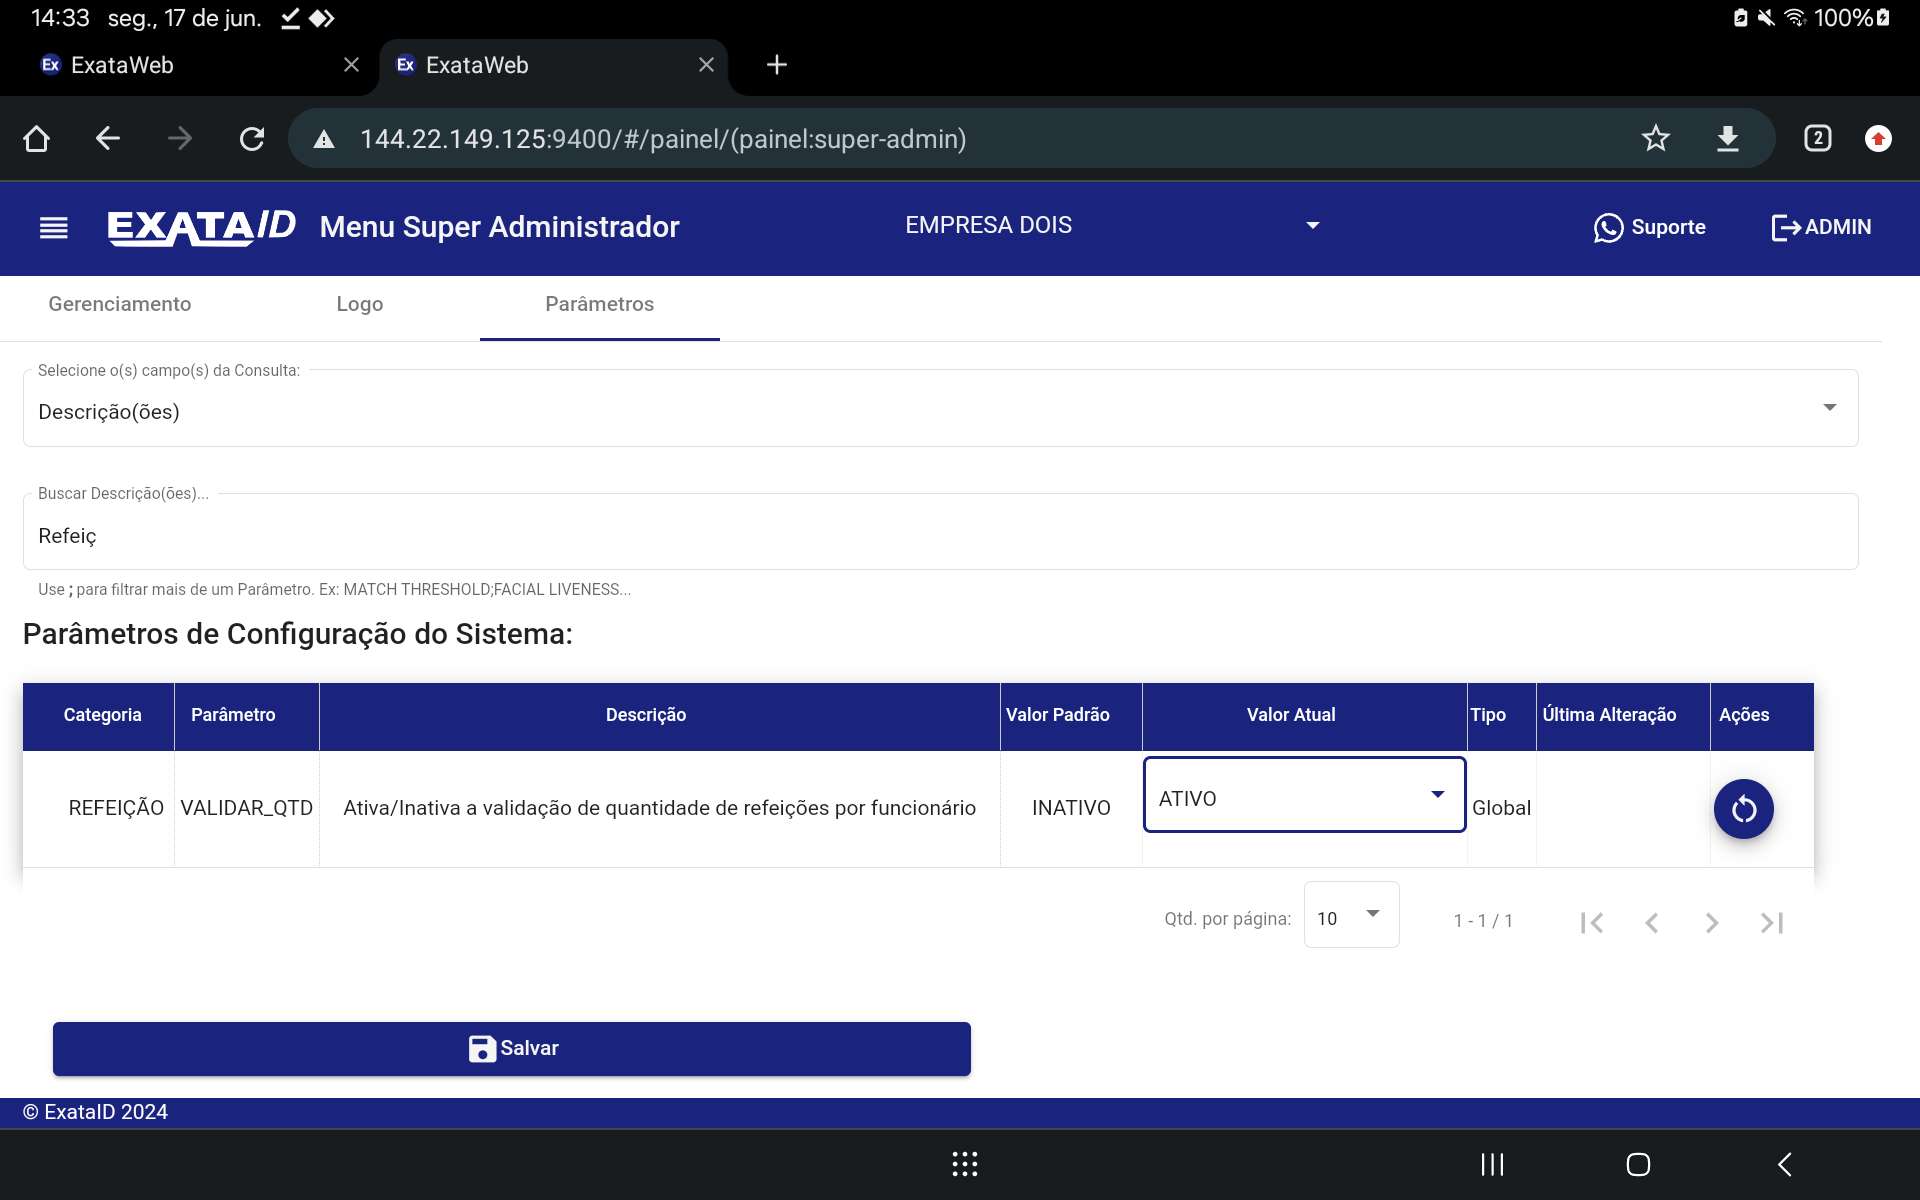 14:33 seg., 17 de jun. 100%
Ex ExataWeb Ex ExataWeb
144.22.149.125:9400/#/painel/(painel:super-admin) 2
EXATAID Menu Super Administrador EMPRESA DOIS Suporte ADMIN
Gerenciamento Logo Parâmetros
Selecione o(s) campo(s) da Consulta:
Descrição(ões)
Buscar Descrição(ões)...
Refeiç
Use ; para filtrar mais de um Parâmetro. Ex: MATCH THRESHOLD;FACIAL LIVENESS...
Parâmetros de Configuração do Sistema:
Categoria Parâmetro Descrição Valor Padrão Valor Atual Tipo Última Alteração Ações
REFEIÇÃO VALIDAR_QTD Ativa/Inativa a validação de quantidade de refeições por funcionário INATIVO ATIVO Global
Qtd. por página: 10 1 - 1 / 1
Salvar
© ExataID 2024